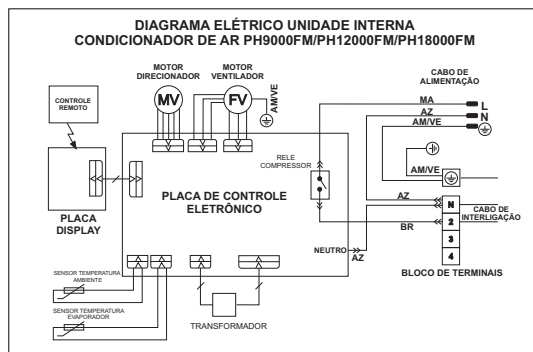 DIAGRAMA ELÉTRICO UNIDADE INTERNA
CONDICIONADOR DE AR PH9000FM/PH12000FM/PH18000FM
MOTOR
DIRECIONADOR
MOTOR
VENTILADOR
CABO DE
ALIMENTAÇÃO
CONTROLE
REMOTO
MV
FV
AM/VE
MA
L
AZ
N
AM/VE
RELE
COMPRESSOR
AM/VE
PLACA DE CONTROLE
ELETRÔNICO
PLACA
DISPLAY
AZ
N
CABO DE
INTERLIGAÇÃO
BR
2
3
4
NEUTRO
AZ
BLOCO DE TERMINAIS
SENSOR TEMPERATURA
AMBIENTE
SENSOR TEMPERATURA
EVAPORADOR
TRANSFORMADOR